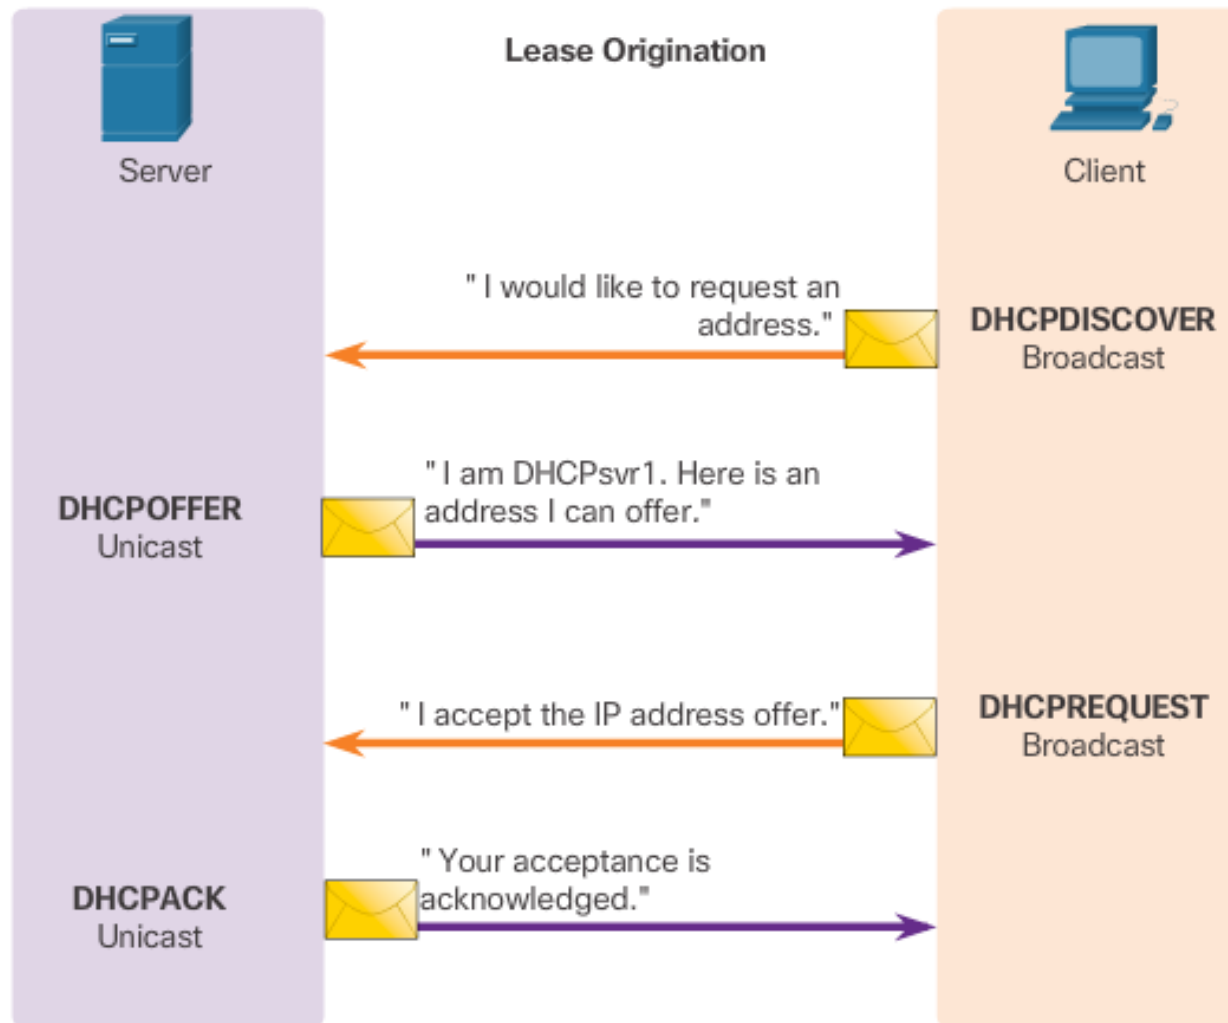 Lease Origination
Server
Client
" I would like to request an
address."
DHCPDISCOVER
Broadcast
" I am DHCPsvr1. Here is an
address I can offer."
DHCPOFFER
Unicast
" I accept the IP address offer."
DHCPREQUEST
Broadcast
" Your acceptance is
acknowledged."
DHCPACK
Unicast